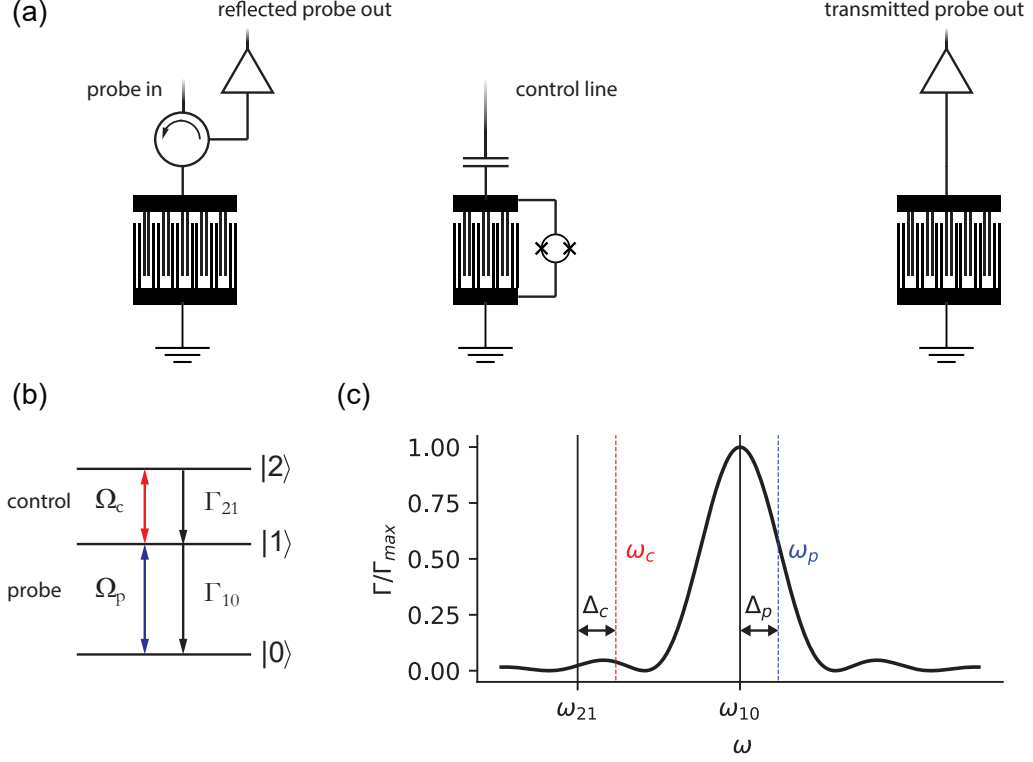 (a)
reflected probe out
transmitted probe out
probe in
control line
(b)
|2⟩
control
Ω_c
Γ_21
|1⟩
probe
Ω_p
Γ_10
|0⟩
(c)
Γ/Γ_max
1.00
0.75
0.50
0.25
0.00
ω_c
ω_p
Δ_c
Δ_p
ω_21
ω_10
ω